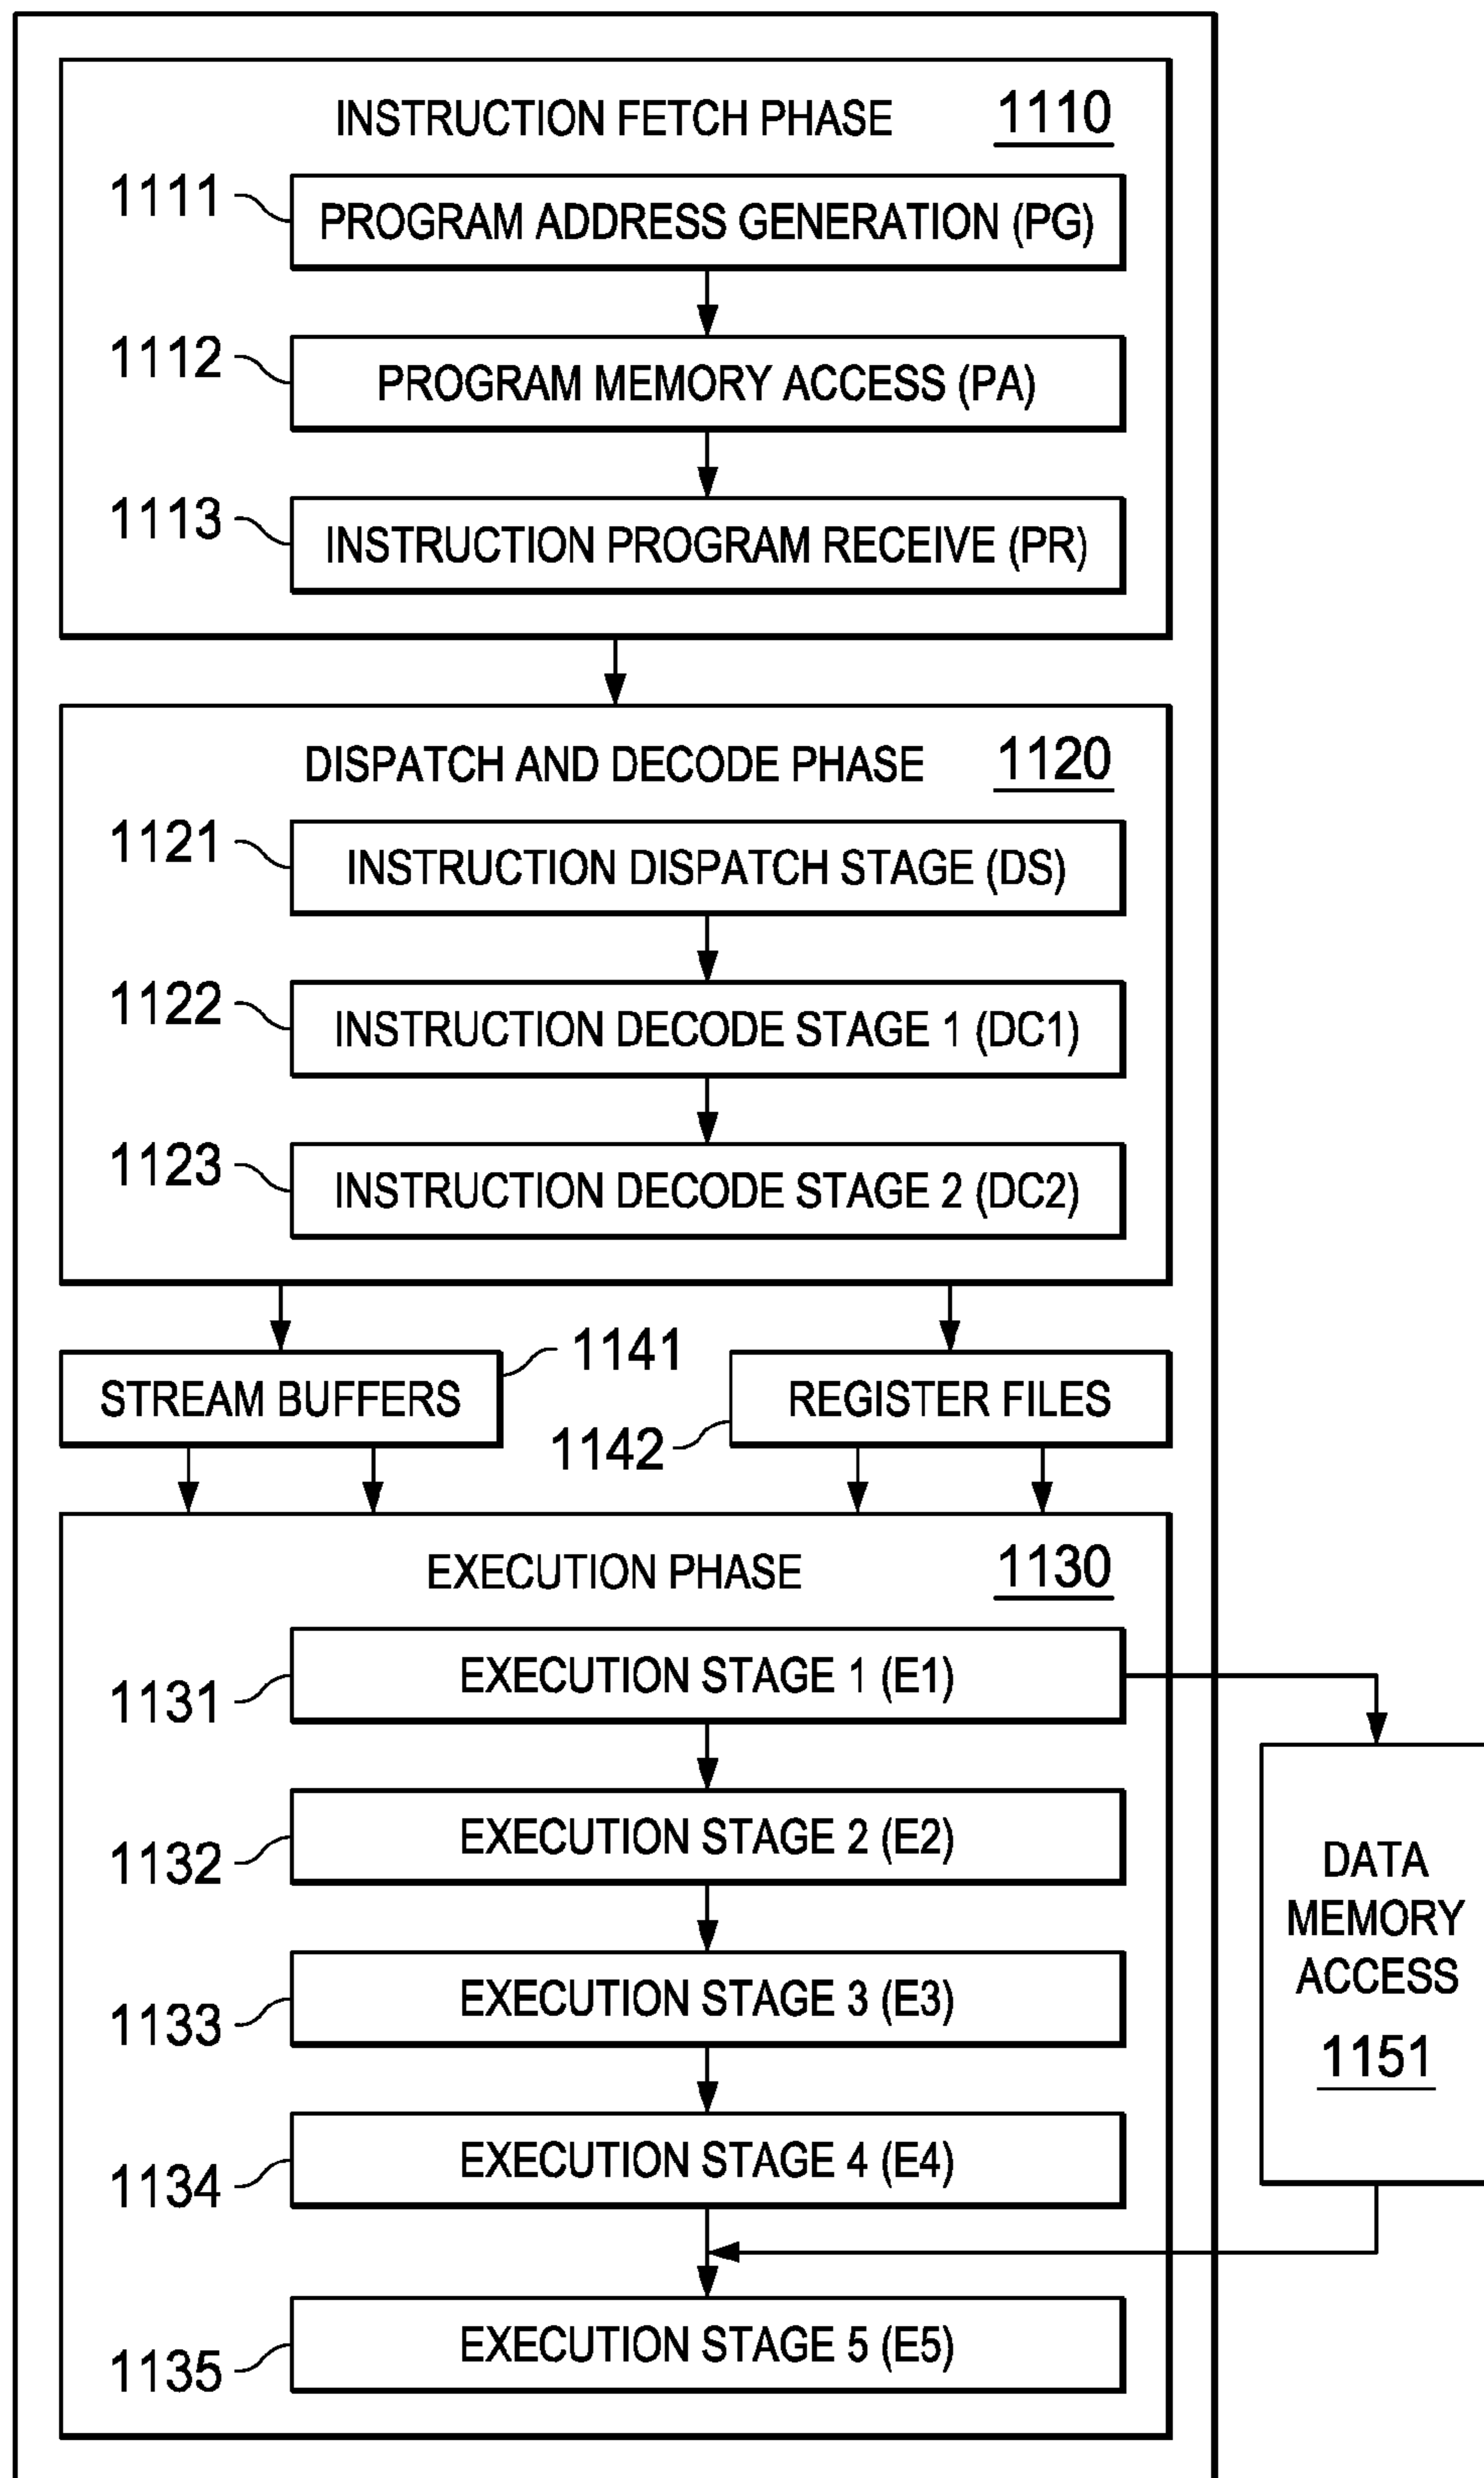 INSTRUCTION FETCH PHASE 1110
1111 PROGRAM ADDRESS GENERATION (PG)
1112 PROGRAM MEMORY ACCESS (PA)
1113 INSTRUCTION PROGRAM RECEIVE (PR)
DISPATCH AND DECODE PHASE 1120
1121 INSTRUCTION DISPATCH STAGE (DS)
1122 INSTRUCTION DECODE STAGE 1 (DC1)
1123 INSTRUCTION DECODE STAGE 2 (DC2)
STREAM BUFFERS 1141
1142 REGISTER FILES
EXECUTION PHASE 1130
1131 EXECUTION STAGE 1 (E1)
1132 EXECUTION STAGE 2 (E2)
1133 EXECUTION STAGE 3 (E3)
1134 EXECUTION STAGE 4 (E4)
1135 EXECUTION STAGE 5 (E5)
DATA
MEMORY
ACCESS
1151